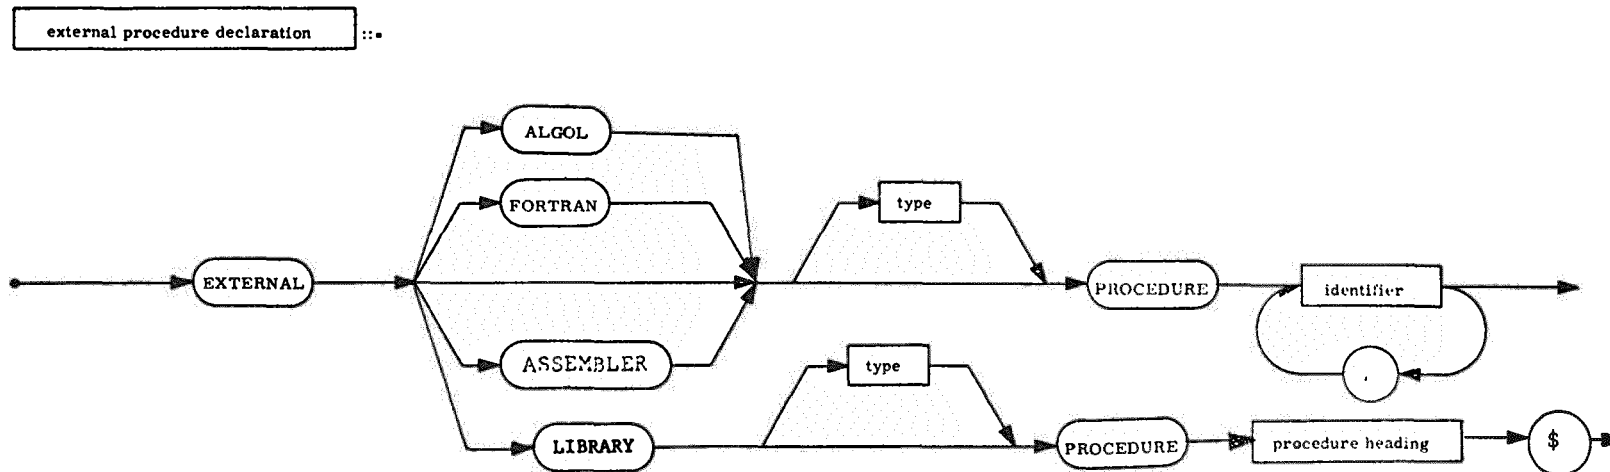 external procedure declaration ::=
ALGOL
FORTRAN
type
EXTERNAL
PROCEDURE
identifier
ASSEMBLER
type
,
LIBRARY
PROCEDURE
procedure heading
$